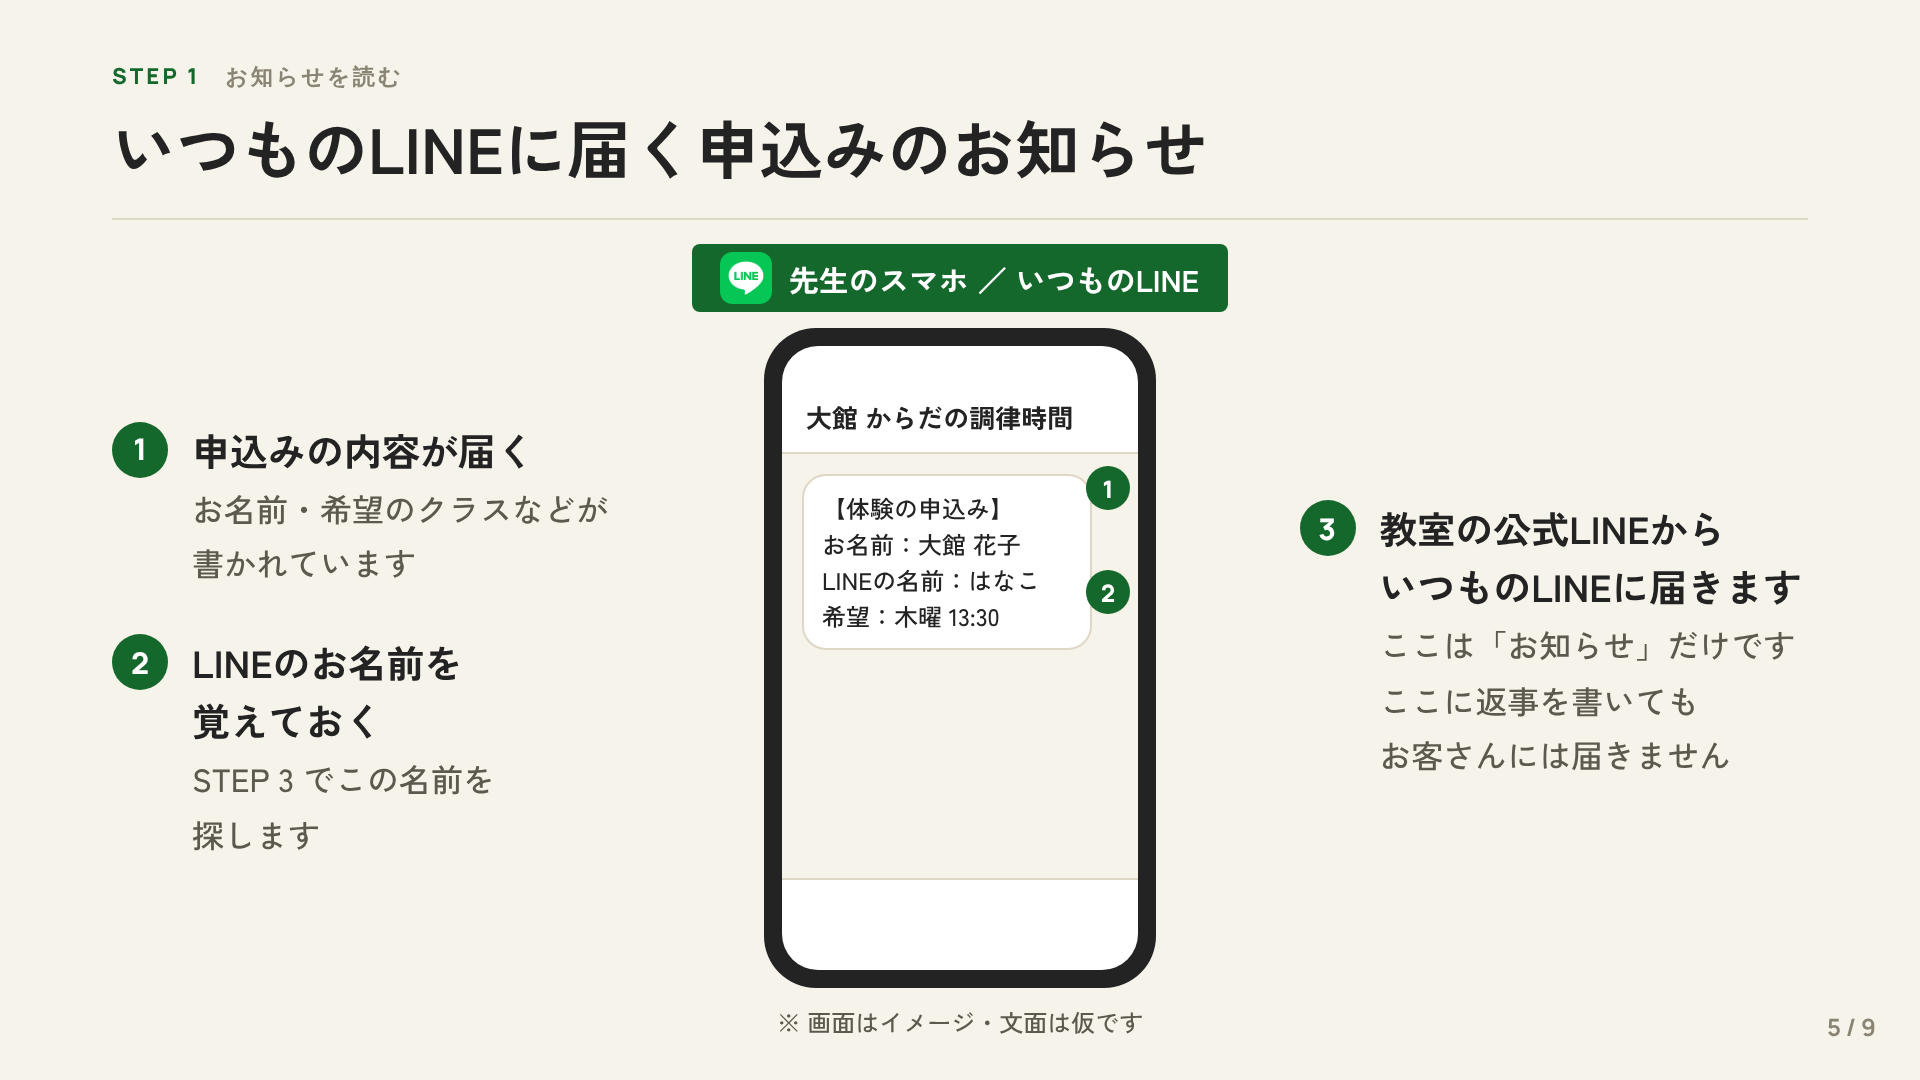 STEP 1 お知らせを読む
いつものLINEに届く申込みのお知らせ
LINE 先生のスマホ ／ いつものLINE
1 申込みの内容が届く
お名前・希望のクラスなどが
書かれています
2 LINEのお名前を
覚えておく
STEP 3 でこの名前を
探します
大館 からだの調律時間
【体験の申込み】
1
お名前：大館 花子
LINEの名前：はなこ
2
希望：木曜 13:30
3 教室の公式LINEから
いつものLINEに届きます
ここは「お知らせ」だけです
ここに返事を書いても
お客さんには届きません
※ 画面はイメージ・文面は仮です
5 / 9